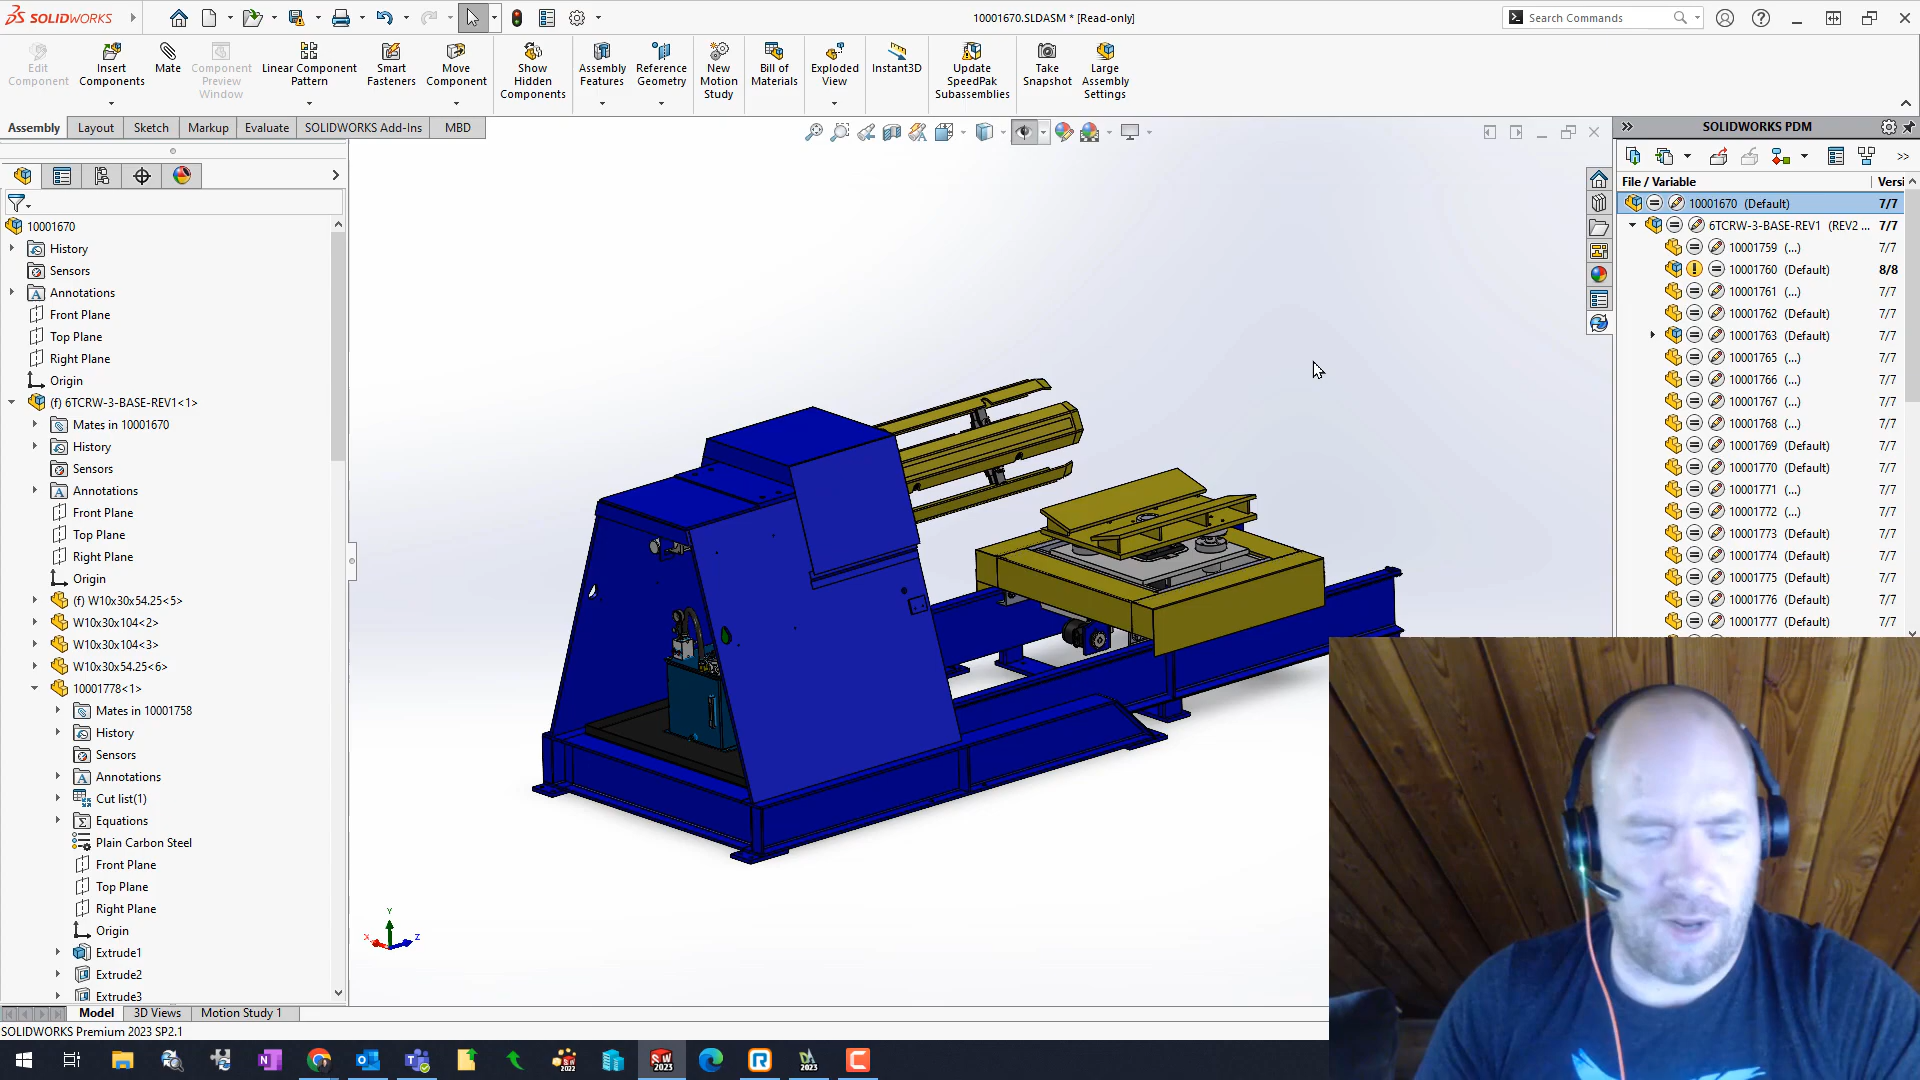 SOLIDWORKS
10001670.SLDASM * [Read-only]
Search Commands
Edit Component
Insert Components
Mate
Component Preview Window
Linear Component Pattern
Smart Fasteners
Move Component
Show Hidden Components
Assembly Features
Reference Geometry
New Motion Study
Bill of Materials
Exploded View
Instant3D
Update SpeedPak Subassemblies
Take Snapshot
Large Assembly Settings
Assembly
Layout
Sketch
Markup
Evaluate
SOLIDWORKS Add-Ins
MBD
10001670
History
Sensors
Annotations
Front Plane
Top Plane
Right Plane
Origin
(f) 6TCRW-3-BASE-REV1<1>
Mates in 10001670
History
Sensors
Annotations
Front Plane
Top Plane
Right Plane
Origin
(f) W10x30x54.25<5>
W10x30x104<2>
W10x30x104<3>
W10x30x54.25<6>
10001778<1>
Mates in 10001758
History
Sensors
Annotations
Cut list(1)
Equations
Plain Carbon Steel
Front Plane
Top Plane
Right Plane
Origin
Extrude1
Extrude2
Extrude3
Y
X
Z
SOLIDWORKS PDM
File / Variable Versi
10001670 (Default) 7/7
6TCRW-3-BASE-REV1 (REV2 ... 7/7
10001759 (...) 7/7
10001760 (Default) 8/8
10001761 (...) 7/7
10001762 (Default) 7/7
10001763 (Default) 7/7
10001765 (...) 7/7
10001766 (...) 7/7
10001767 (...) 7/7
10001768 (...) 7/7
10001769 (Default) 7/7
10001770 (Default) 7/7
10001771 (...) 7/7
10001772 (...) 7/7
10001773 (Default) 7/7
10001774 (Default) 7/7
10001775 (Default) 7/7
10001776 (Default) 7/7
10001777 (Default) 7/7
Model
3D Views
Motion Study 1
SOLIDWORKS Premium 2023 SP2.1